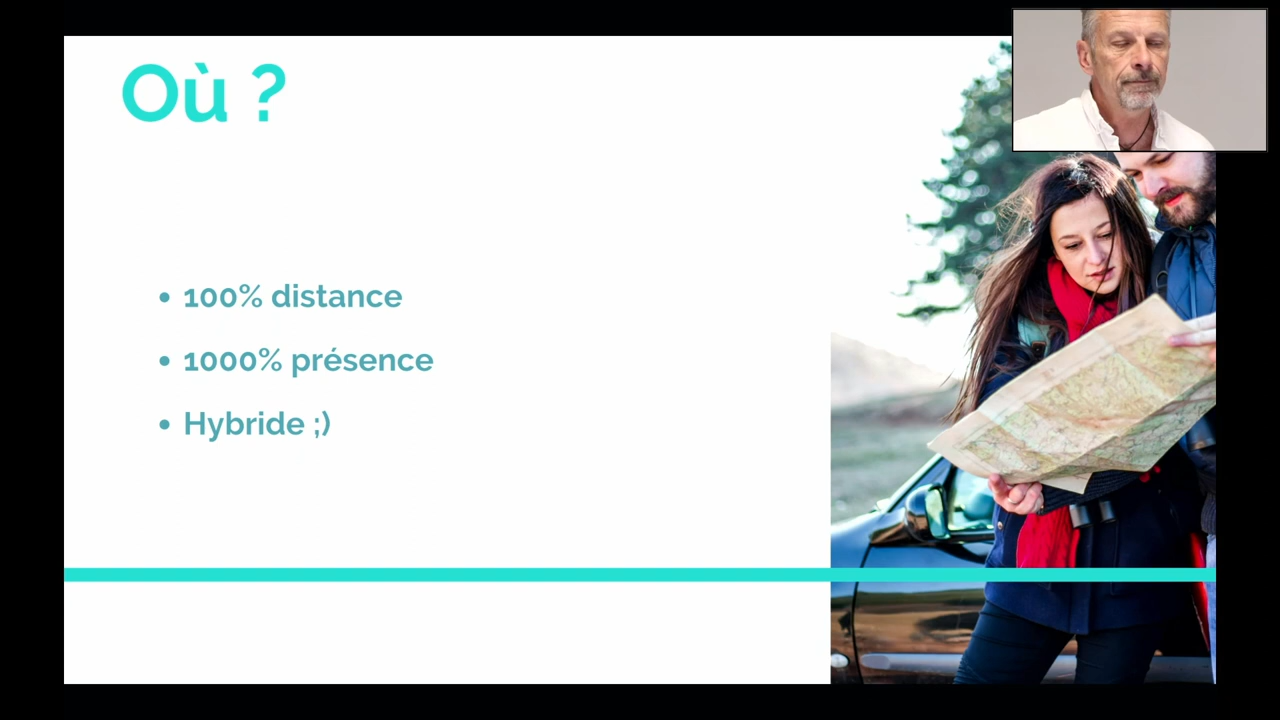 Où ?
• 100% distance
• 1000% présence
• Hybride ;)